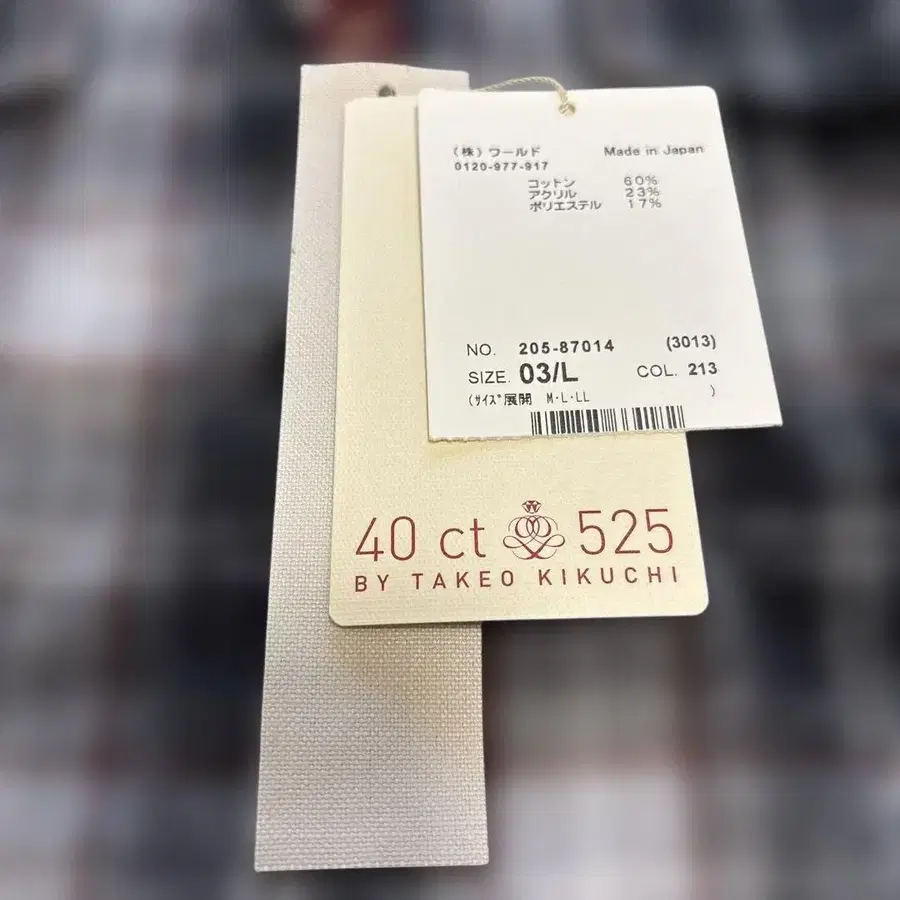 (株)ワールド Made in Japan
0120-977-917
コットン 60%
アクリル 23%
ポリエステル 17%
NO. 205-87014 (3013)
SIZE. 03/L COL. 213
(サイズ展開 M・L・LL )
40 ct 525
BY TAKEO KIKUCHI